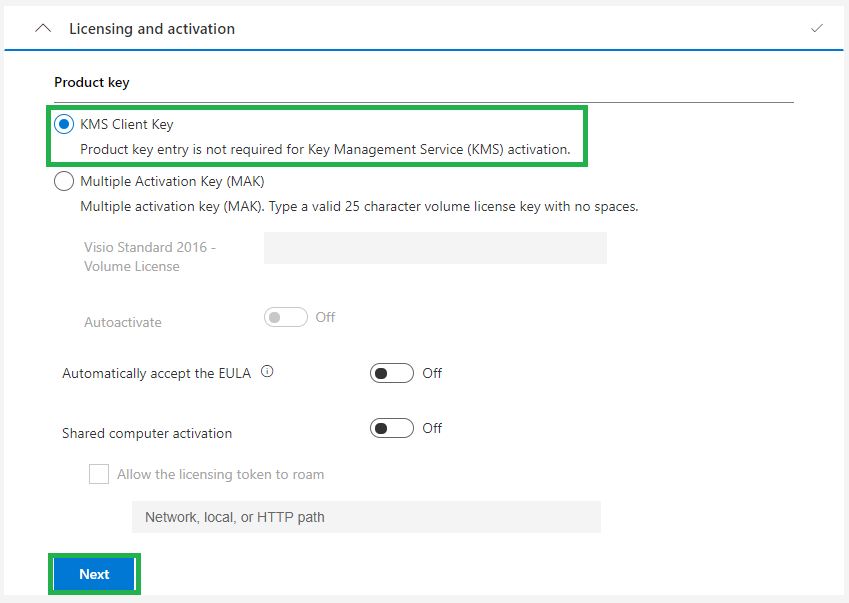 Licensing and activation
Product key
KMS Client Key
Product key entry is not required for Key Management Service (KMS) activation.
Multiple Activation Key (MAK)
Multiple activation key (MAK). Type a valid 25 character volume license key with no spaces.
Visio Standard 2016 -
Volume License
Autoactivate
Off
Automatically accept the EULA
Off
Shared computer activation
Off
Allow the licensing token to roam
Network, local, or HTTP path
Next